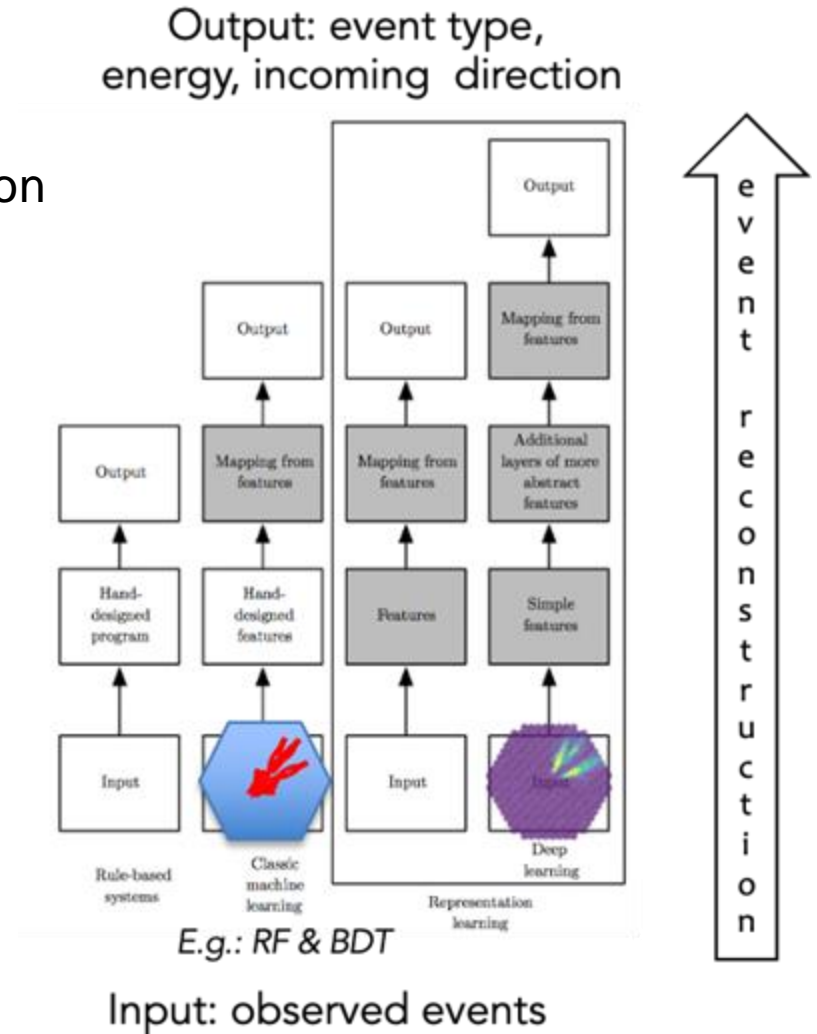 Output: event type,
energy, incoming direction
on
Output
Output
Output
Mapping from
features
Output
Mapping from
features
Mapping from
features
Additional
layers of more
abstract
features
Hand-
designed
program
Hand-
designed
features
Features
Simple
features
Input
Input
Input
Rule-based
systems
Classic
machine
learning
Deep
learning
Representation
learning
E.g.: RF & BDT
Input: observed events
event reconstruction